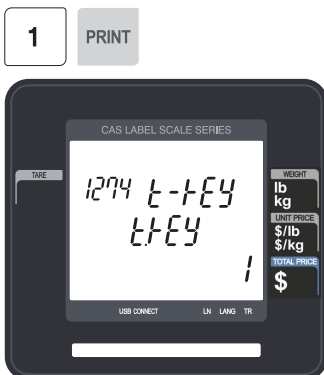 1 PRINT
CAS LABEL SCALE SERIES
TARE
1274 t-tEY
t.tEY
1
WEIGHT
lb
kg
UNIT PRICE
$/lb
$/kg
TOTAL PRICE
$
USB CONNECT LN LANG TR